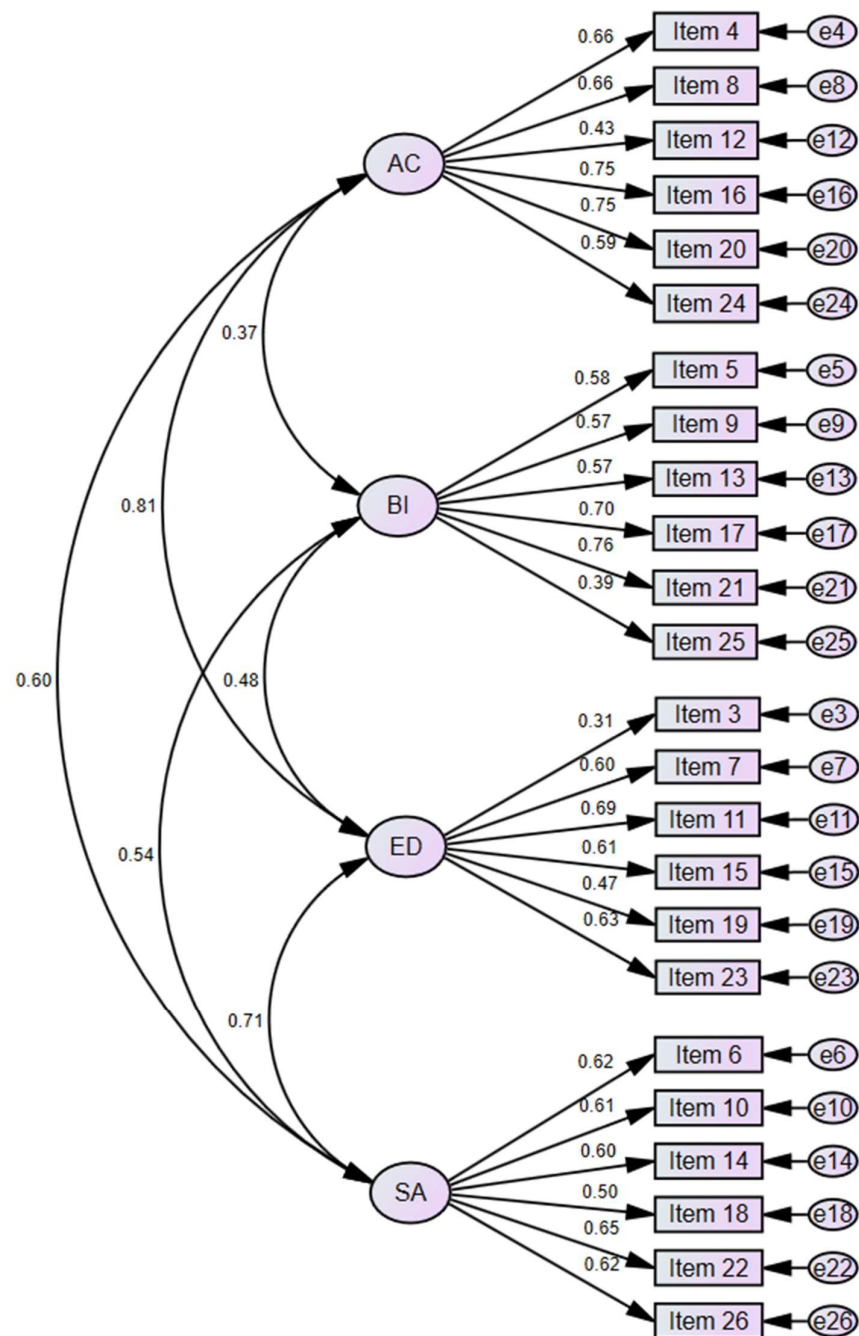 0.66 Item 4 e4
0.66 Item 8 e8
0.43 Item 12 e12
AC
0.75 Item 16 e16
0.75 Item 20 e20
0.59 Item 24 e24
0.37
0.58 Item 5 e5
0.57 Item 9 e9
0.57 Item 13 e13
0.81 BI
0.70 Item 17 e17
0.76 Item 21 e21
0.39 Item 25 e25
0.60 0.48
0.31 Item 3 e3
0.60 Item 7 e7
0.69 Item 11 e11
0.54 ED
0.61 Item 15 e15
0.47 Item 19 e19
0.63 Item 23 e23
0.71
0.62 Item 6 e6
0.61 Item 10 e10
0.60 Item 14 e14
SA
0.50 Item 18 e18
0.65 Item 22 e22
0.62 Item 26 e26